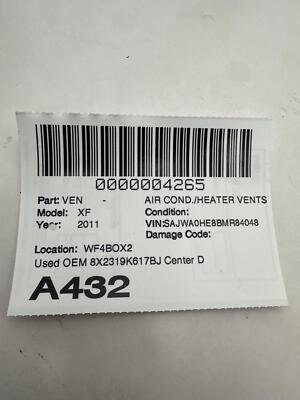 0000004265
Part: VEN - AIR COND./HEATER VENTS
Model: XF Condition:
Year: 2011 VIN:SAJWA0HE8BMR84048
Damage Code:
Location: WF4BOX2
Used OEM 8X2319K617BJ Center D
A432